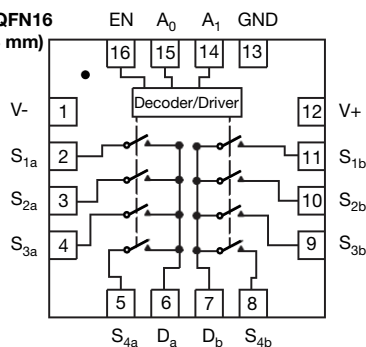 QFN16 EN A0 A1 GND
mm)
16 15 14 13
Decoder/Driver
V- 1 12 V+
S1a 2 11 S1b
S2a 3 10 S2b
S3a 4 9 S3b
5 6 7 8
S4a Da Db S4b